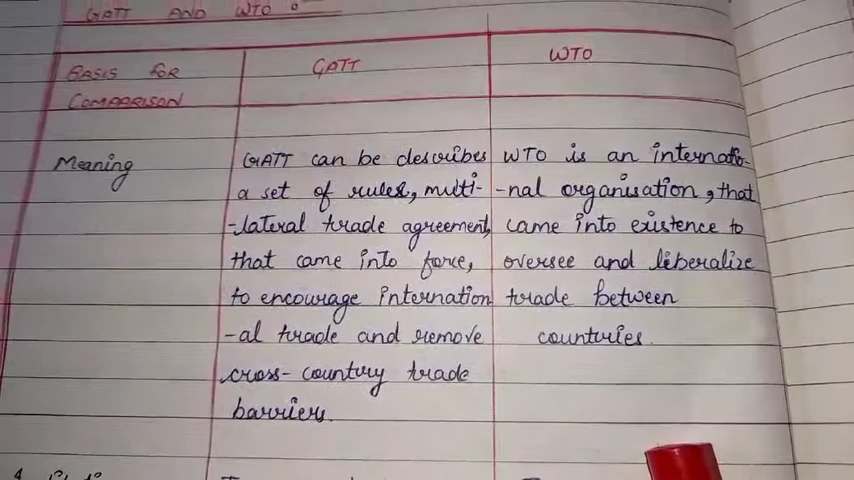 GATT AND WTO :
BASIS FOR COMPARISON
GATT
WTO
Meaning
GATT can be describes
a set of rules, multi-
-lateral trade agreement,
that came into force,
to encourage internation
-al trade and remove
cross-country trade
barriers.
WTO is an internatio-
-nal organisation, that
came into existence to
oversee and liberalize
trade between
countries.